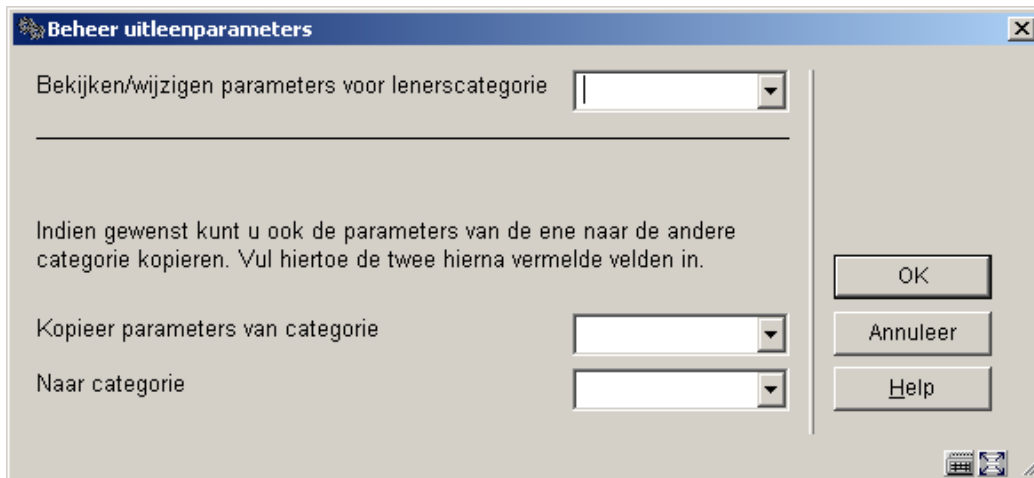 Beheer uitleenparameters
Bekijken/wijzigen parameters voor lenerscategorie
Indien gewenst kunt u ook de parameters van de ene naar de andere
categorie kopieren. Vul hiertoe de twee hierna vermelde velden in.
OK
Kopieer parameters van categorie
Annuleer
Naar categorie
Help